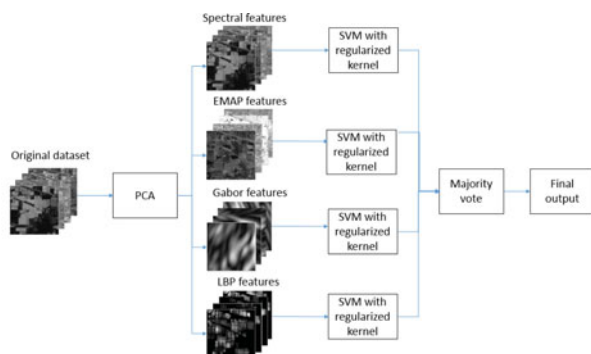 Spectral features
SVM with
regularized
kernel
EMAP features
SVM with
regularized
kernel
Original dataset
PCA
Majority
vote
Final
output
Gabor features
SVM with
regularized
kernel
LBP features
SVM with
regularized
kernel